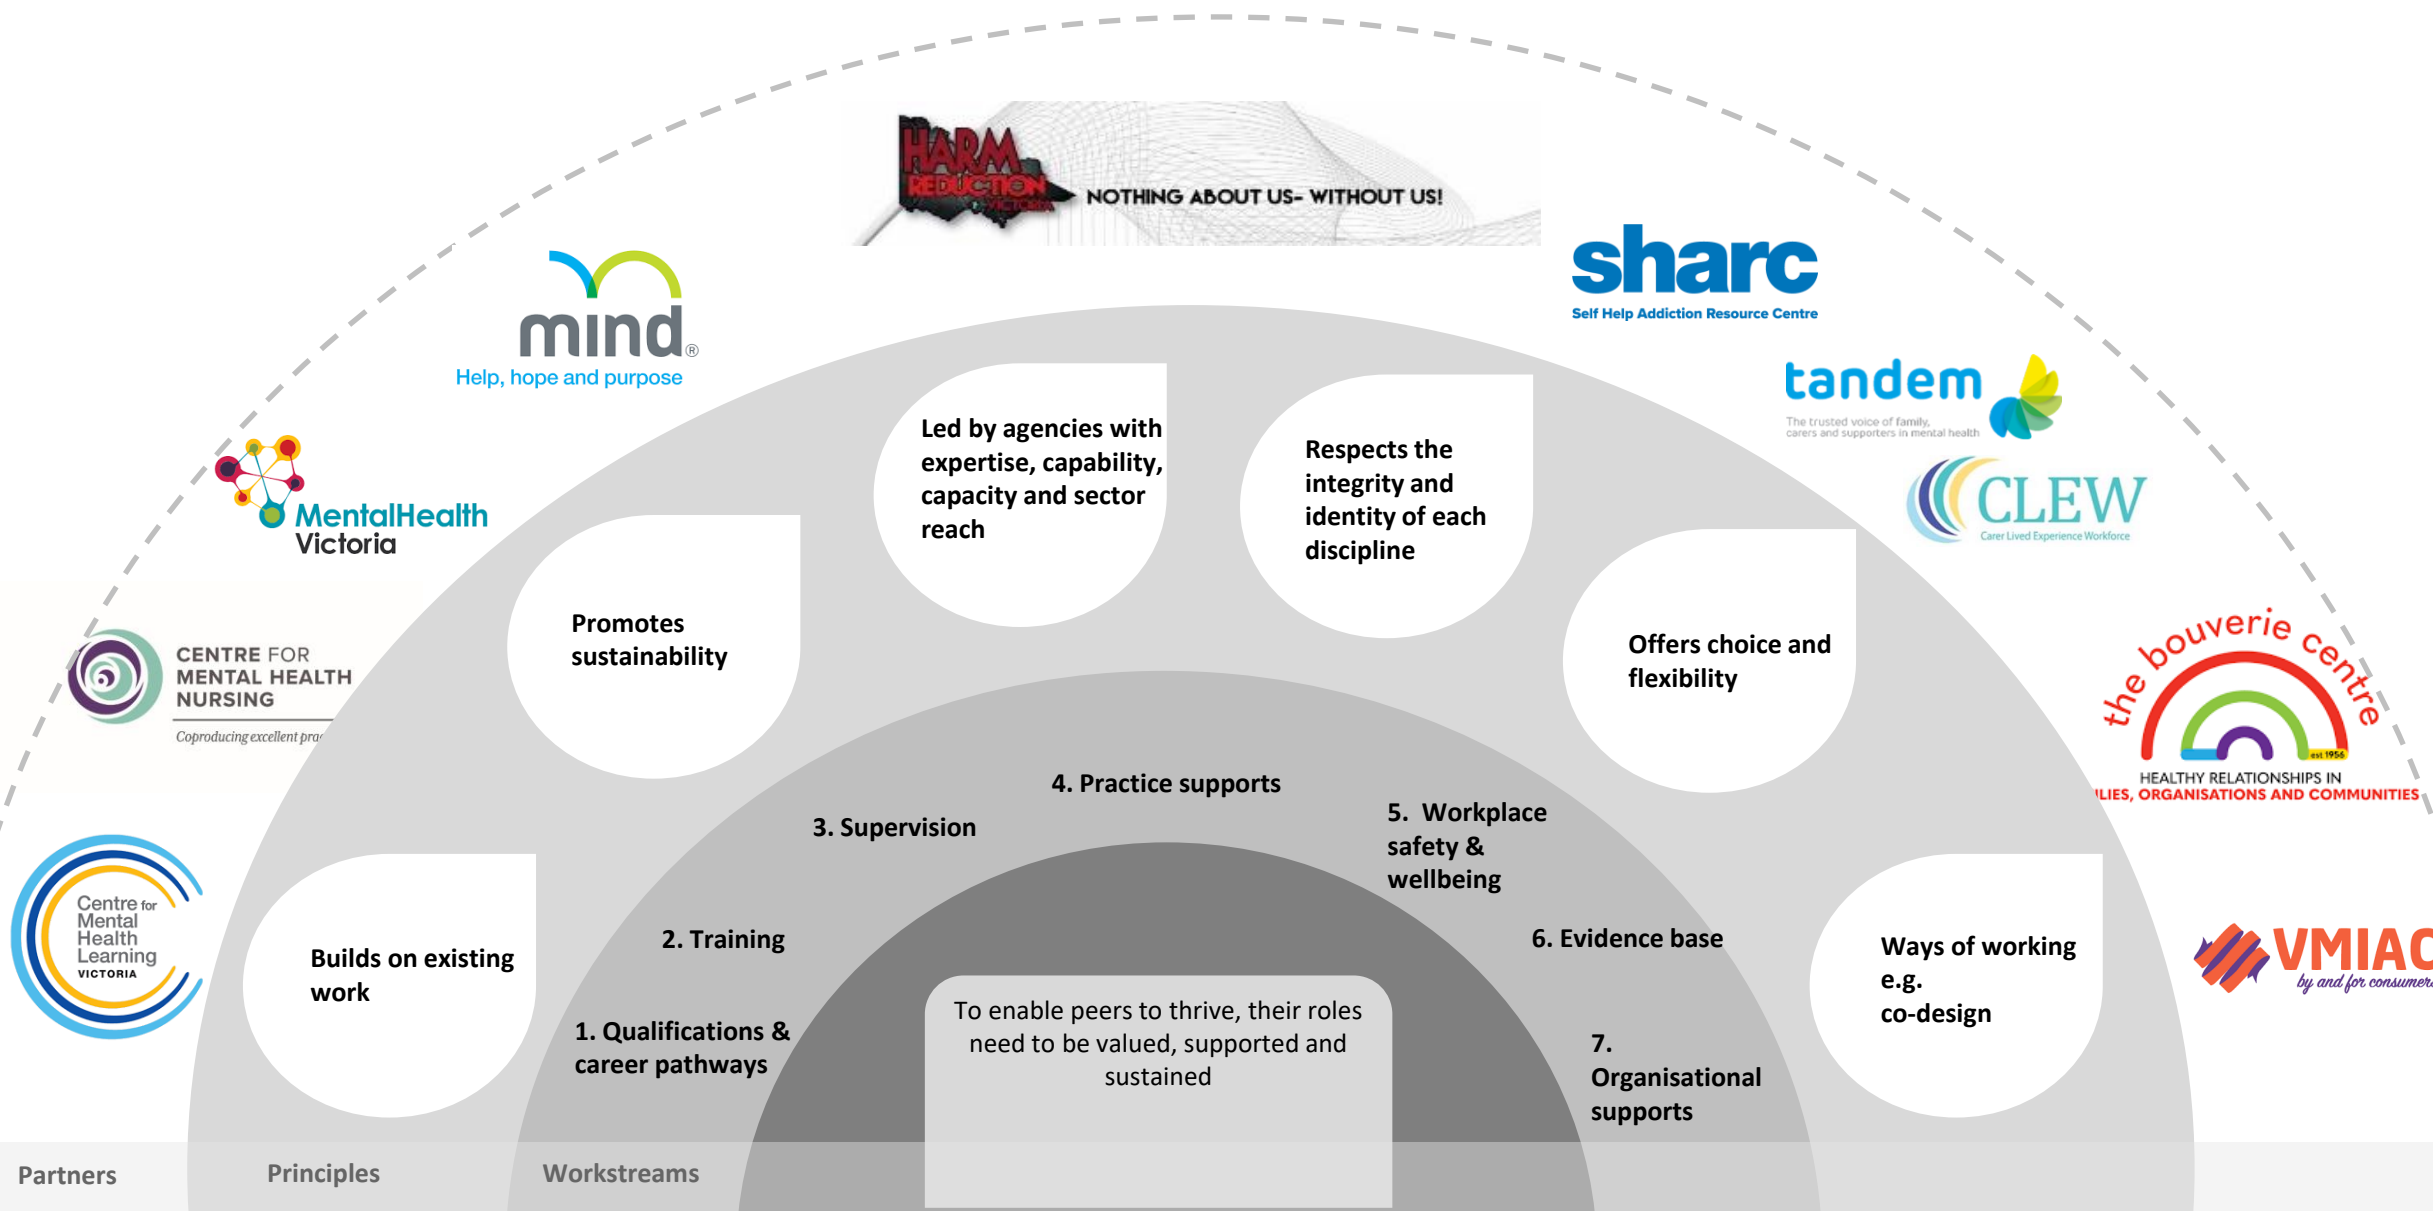 HARM
REDUCTION
VICTORIA
NOTHING ABOUT US- WITHOUT US!
mind®
Help, hope and purpose
sharc
Self Help Addiction Resource Centre
tandem
The trusted voice of family,
carers and supporters in mental health
CLEW
Carer Lived Experience Workforce
MentalHealth
Victoria
CENTRE FOR
MENTAL HEALTH
NURSING
Coproducing excellent prac
the bouverie centre
est 1956
HEALTHY RELATIONSHIPS IN
ILIES, ORGANISATIONS AND COMMUNITIES
Centre for
Mental
Health
Learning
VICTORIA
VMIAC
by and for consumers
Builds on existing
work
Promotes
sustainability
Led by agencies with
expertise, capability,
capacity and sector
reach
Respects the
integrity and
identity of each
discipline
Offers choice and
flexibility
Ways of working
e.g.
co-design
1. Qualifications &
career pathways
2. Training
3. Supervision
4. Practice supports
5. Workplace
safety &
wellbeing
6. Evidence base
7.
Organisational
supports
To enable peers to thrive, their roles
need to be valued, supported and
sustained
Partners
Principles
Workstreams